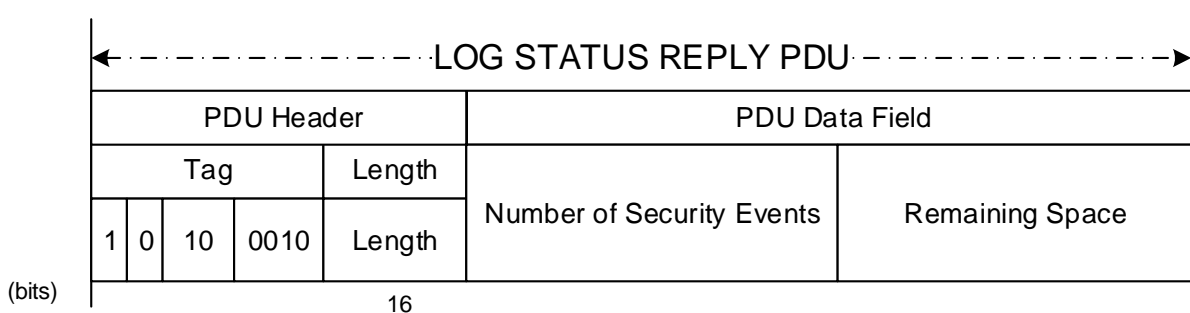 LOG STATUS REPLY PDU
PDU Header PDU Data Field
Tag Length
Number of Security Events Remaining Space
1 0 10 0010 Length
(bits) 16